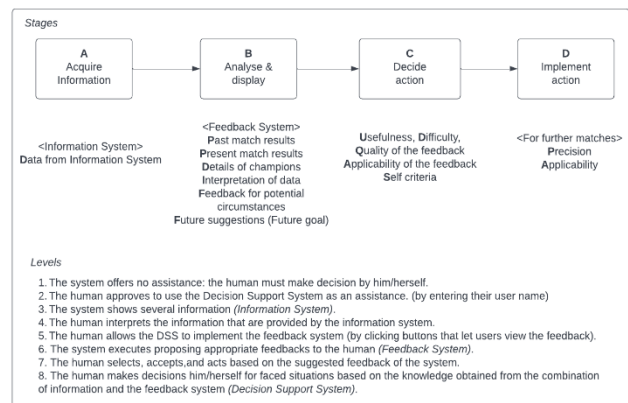 Stages
A
Acquire
Information
B
Analyse &
display
C
Decide
action
D
Implement
action
<Information System>
Data from Information System
<Feedback System>
Past match results
Present match results
Details of champions
Interpretation of data
Feedback for potential
circumstances
Future suggestions (Future goal)
Usefulness, Difficulty,
Quality of the feedback
Applicability of the feedback
Self criteria
<For further matches>
Precision
Applicability
Levels
1. The system offers no assistance: the human must make decision by him/herself.
2. The human approves to use the Decision Support System as an assistance. (by entering their user name)
3. The system shows several information (Information System).
4. The human interprets the information that are provided by the information system.
5. The human allows the DSS to implement the feedback system (by clicking buttons that let users view the feedback).
6. The system executes proposing appropriate feedbacks to the human (Feedback System).
7. The human selects, accepts,and acts based on the suggested feedback of the system.
8. The human makes decisions him/herself for faced situations based on the knowledge obtained from the combination
of information and the feedback system (Decision Support System).